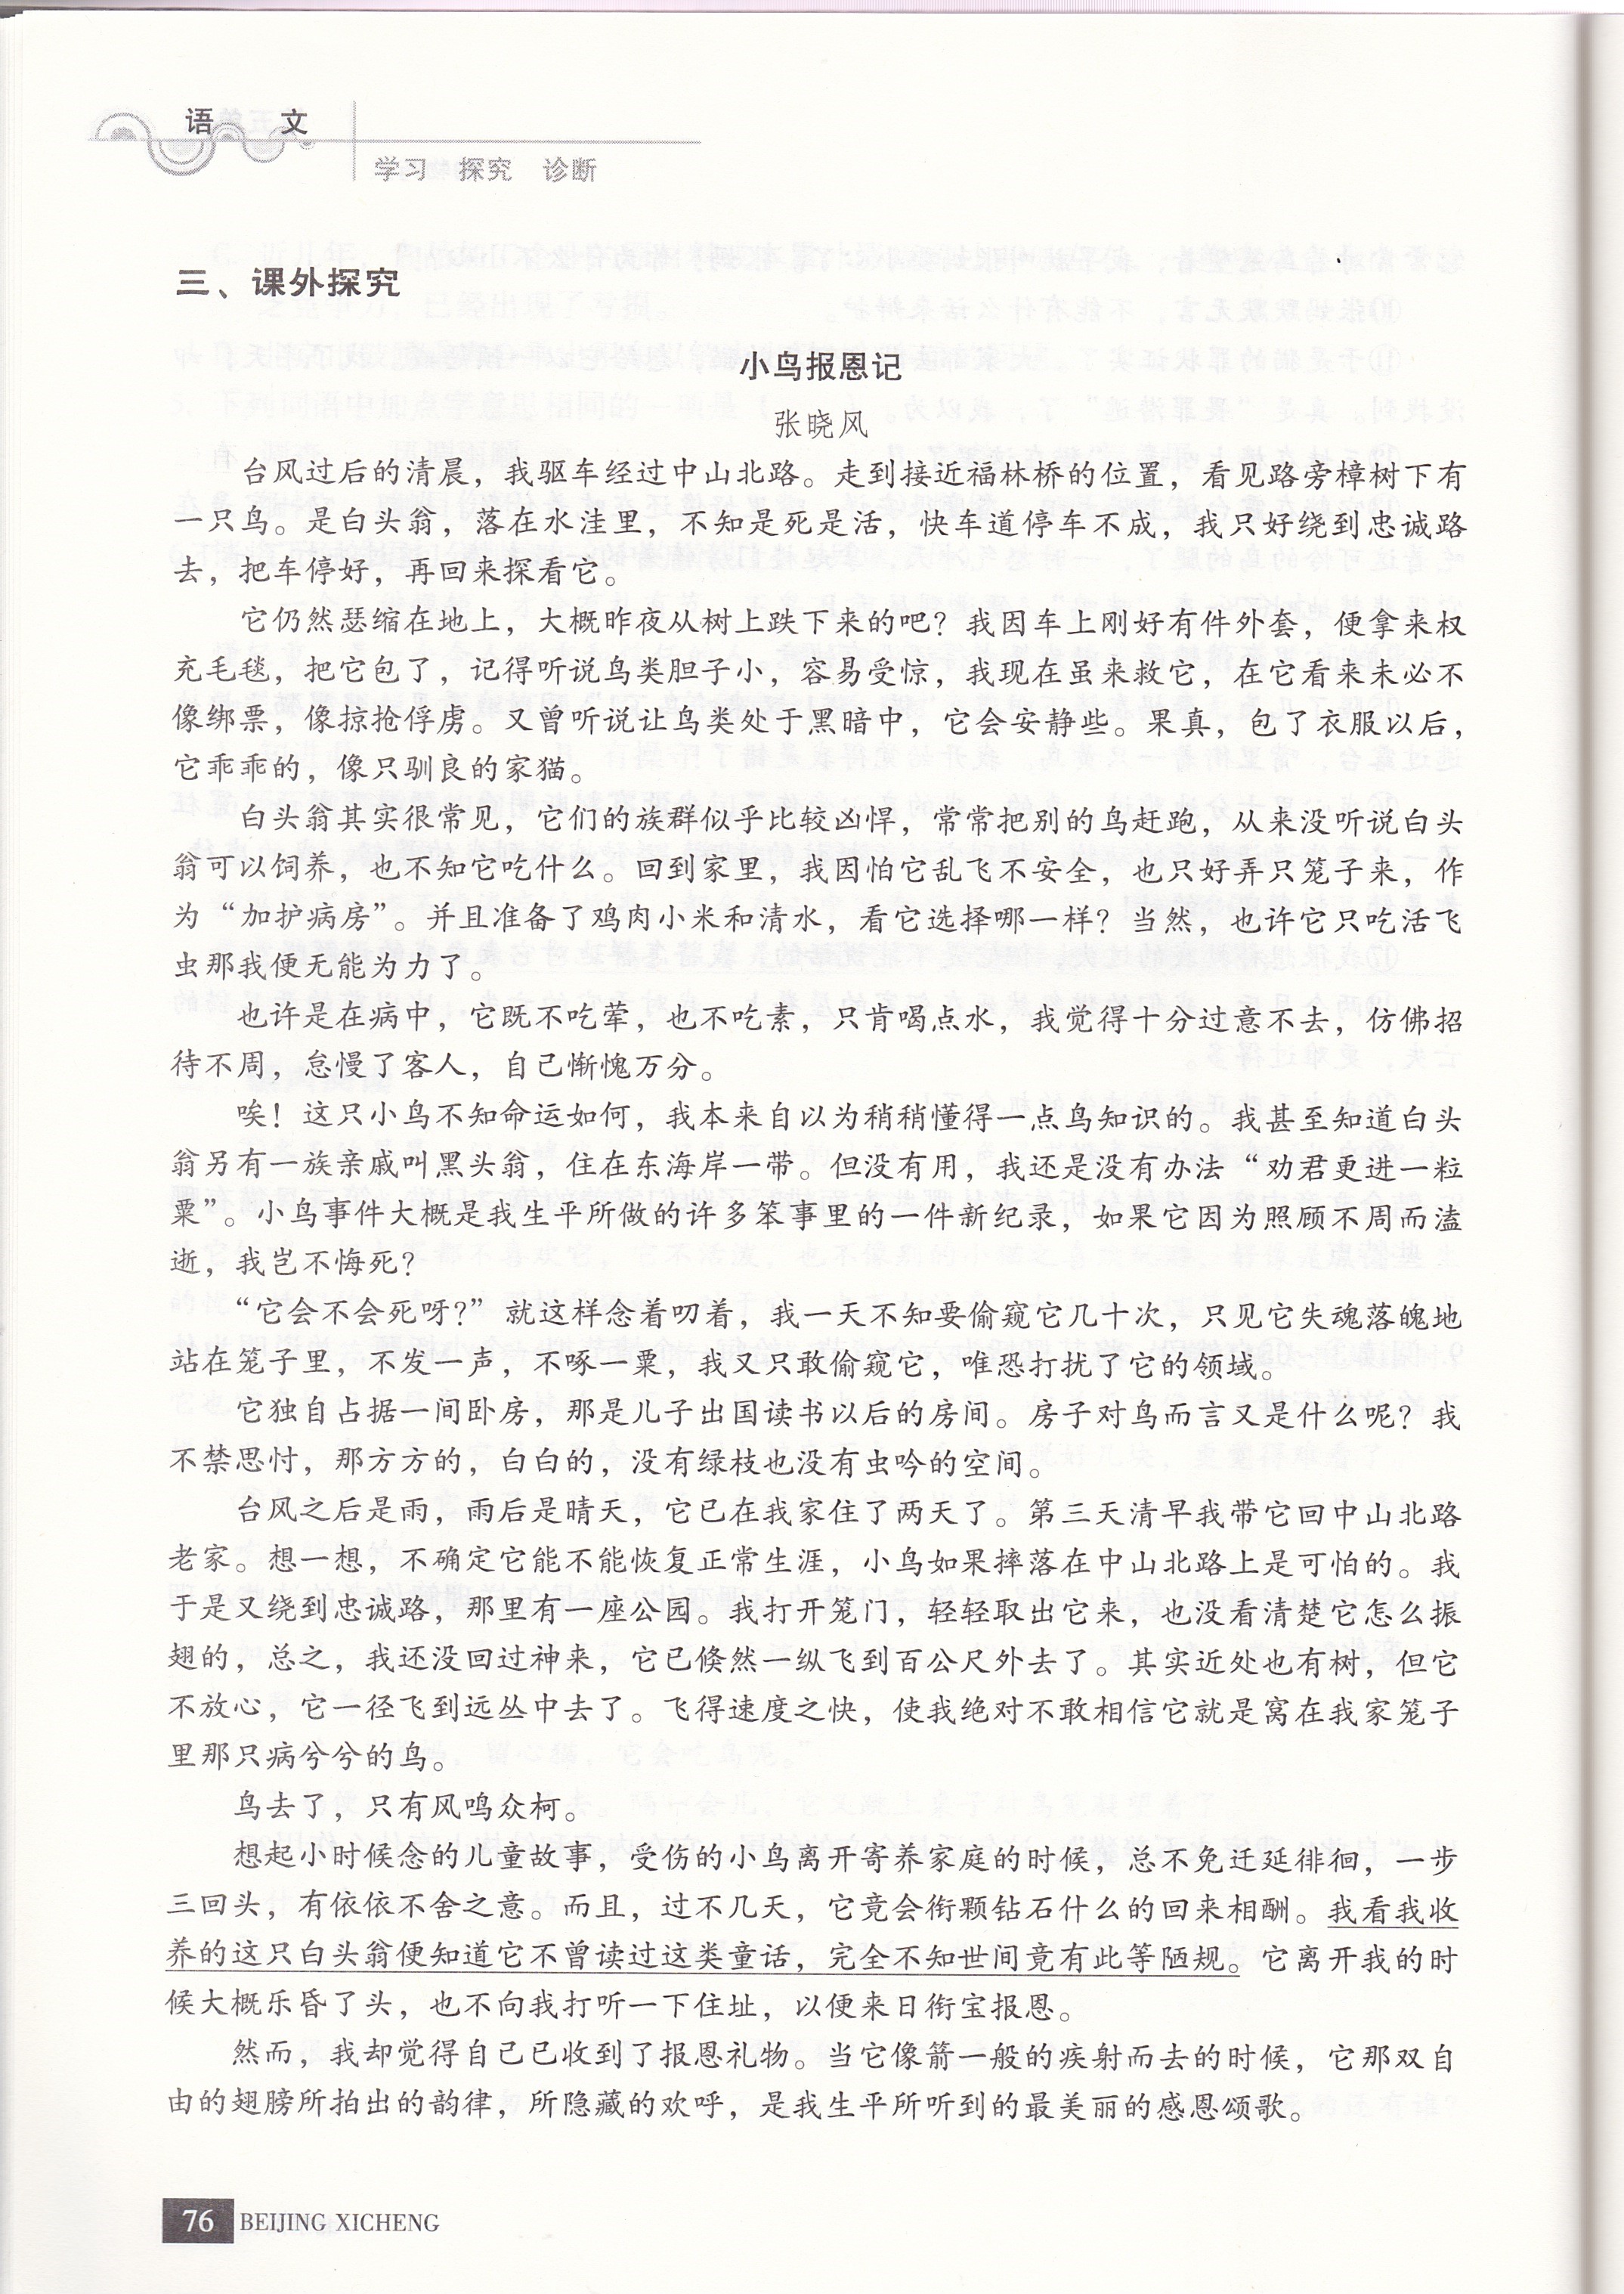 语 文
学习 探究 诊断
三、课外探究
小鸟报恩记
张晓风
台风过后的清晨，我驱车经过中山北路。走到接近福林桥的位置，看见路旁樟树下有
一只鸟。是白头翁，落在水洼里，不知是死是活，快车道停车不成，我只好绕到忠诚路
去，把车停好，再回来探看它。
它仍然瑟缩在地上，大概昨夜从树上跌下来的吧？我因车上刚好有件外套，便拿来权
充毛毯，把它包了，记得听说鸟类胆子小，容易受惊，我现在虽来救它，在它看来未必不
像绑票，像掠抢俘虏。又曾听说让鸟类处于黑暗中，它会安静些。果真，包了衣服以后，
它乖乖的，像只驯良的家猫。
白头翁其实很常见，它们的族群似乎比较凶悍，常常把别的鸟赶跑，从来没听说白头
翁可以饲养，也不知它吃什么。回到家里，我因怕它乱飞不安全，也只好弄只笼子来，作
为“加护病房”。并且准备了鸡肉小米和清水，看它选择哪一样？当然，也许它只吃活飞
虫那我便无能为力了。
也许是在病中，它既不吃荤，也不吃素，只肯喝点水，我觉得十分过意不去，仿佛招
待不周，怠慢了客人，自己惭愧万分。
唉！这只小鸟不知命运如何，我本来自以为稍稍懂得一点鸟知识的。我甚至知道白头
翁另有一族亲戚叫黑头翁，住在东海岸一带。但没有用，我还是没有办法“劝君更进一粒
粟”。小鸟事件大概是我生平所做的许多笨事里的一件新纪录，如果它因为照顾不周而溘
逝，我岂不悔死？
“它会不会死呀？”就这样念着叨着，我一天不知要偷窥它几十次，只见它失魂落魄地
站在笼子里，不发一声，不啄一粟，我又只敢偷窥它，唯恐打扰了它的领域。
它独自占据一间卧房，那是儿子出国读书以后的房间。房子对鸟而言又是什么呢？我
不禁思忖，那方方的，白白的，没有绿枝也没有虫吟的空间。
台风之后是雨，雨后是晴天，它已在我家住了两天了。第三天清早我带它回中山北路
老家。想一想，不确定它能不能恢复正常生涯，小鸟如果摔落在中山北路上是可怕的。我
于是又绕到忠诚路，那里有一座公园。我打开笼门，轻轻取出它来，也没看清楚它怎么振
翅的，总之，我还没回过神来，它已倏然一纵飞到百公尺外去了。其实近处也有树，但它
不放心，它一径飞到远丛中去了。飞得速度之快，使我绝对不敢相信它就是窝在我家笼子
里那只病兮兮的鸟。
鸟去了，只有风鸣众柯。
想起小时候念的儿童故事，受伤的小鸟离开寄养家庭的时候，总不免迁延徘徊，一步
三回头，有依依不舍之意。而且，过不几天，它竟会衔颗钻石什么的回来相酬。我看我收
养的这只白头翁便知道它不曾读过这类童话，完全不知世间竟有此等陋规。它离开我的时
候大概乐昏了头，也不向我打听一下住址，以便来日衔宝报恩。
然而，我却觉得自己已收到了报恩礼物。当它像箭一般的疾射而去的时候，它那双自
由的翅膀所拍出的韵律，所隐藏的欢呼，是我生平所听到的最美丽的感恩颂歌。
76 BEIJING XICHENG